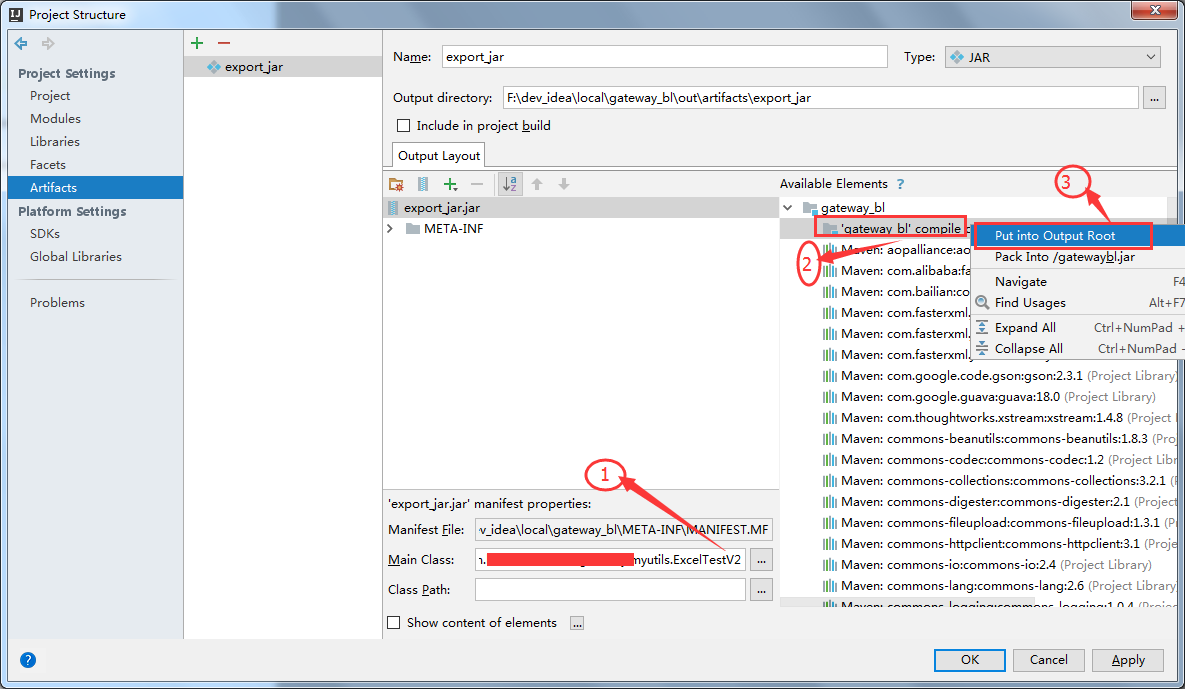 Project Structure
Project Settings
Project
Modules
Libraries
Facets
Artifacts
Platform Settings
SDKs
Global Libraries
Problems
export_jar
Name: export_jar
Type: JAR
Output directory: F:\dev_idea\local\gateway_bl\out\artifacts\export_jar ...
Include in project build
Output Layout
export_jar.jar
META-INF
Available Elements ?
gateway_bl
'gateway_bl' compile
Maven: aopalliance:ao
Maven: com.alibaba:fa
Maven: com.bailian:co
Maven: com.fasterxml.
Maven: com.fasterxml.
Maven: com.fasterxml.
Maven: com.google.code.gson:gson:2.3.1 (Project Library)
Maven: com.google.guava:guava:18.0 (Project Library)
Maven: com.thoughtworks.xstream:xstream:1.4.8 (Project
Maven: commons-beanutils:commons-beanutils:1.8.3 (Proj
Maven: commons-codec:commons-codec:1.2 (Project Libr
Maven: commons-collections:commons-collections:3.2.1 (
Maven: commons-digester:commons-digester:2.1 (Project
Maven: commons-fileupload:commons-fileupload:1.3.1 (P
Maven: commons-httpclient:commons-httpclient:3.1 (Proje
Maven: commons-io:commons-io:2.4 (Project Library)
Maven: commons-lang:commons-lang:2.6 (Project Library)
Maven: commons-logging:commons-logging:1.0.4 (Projec
Put into Output Root
Pack Into /gatewaybl.jar
Navigate F4
Find Usages Alt+F7
Expand All Ctrl+NumPad +
Collapse All Ctrl+NumPad -
1
2
3
'export_jar.jar' manifest properties:
Manifest File: v_idea\local\gateway_bl\META-INF\MANIFEST.MF
Main Class: myutils.ExcelTestV2 ...
Class Path: ...
Show content of elements ...
?
OK
Cancel
Apply